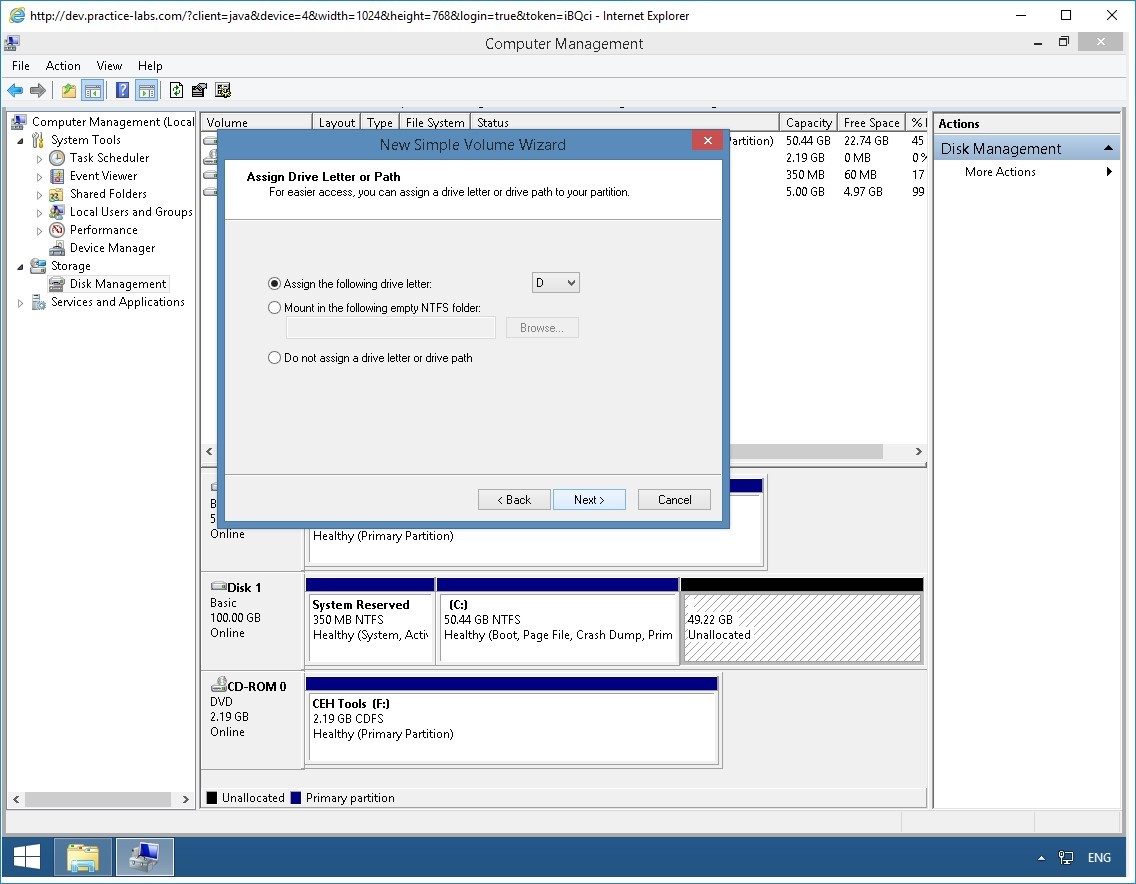 http://dev.practice-labs.com/?client=java&device=4&width=1024&height=768&login=true&token=iBQci - Internet Explorer
Computer Management
File Action View Help
Computer Management (Local
System Tools
Task Scheduler
Event Viewer
Shared Folders
Local Users and Groups
Performance
Device Manager
Storage
Disk Management
Services and Applications
Volume Layout Type File System Status Capacity Free Space %
50.44 GB 22.74 GB 45
2.19 GB 0 MB 0%
350 MB 60 MB 17
5.00 GB 4.97 GB 99
New Simple Volume Wizard
Assign Drive Letter or Path
For easier access, you can assign a drive letter or drive path to your partition.
Assign the following drive letter: D
Mount in the following empty NTFS folder:
Browse...
Do not assign a drive letter or drive path
< Back Next > Cancel
Online
Healthy (Primary Partition)
Disk 1
Basic
100.00 GB
Online
System Reserved
350 MB NTFS
Healthy (System, Activ
(C:)
50.44 GB NTFS
Healthy (Boot, Page File, Crash Dump, Prim
49.22 GB
Unallocated
CD-ROM 0
DVD
2.19 GB
Online
CEH Tools (F:)
2.19 GB CDFS
Healthy (Primary Partition)
Unallocated Primary partition
Actions
Disk Management
More Actions
ENG